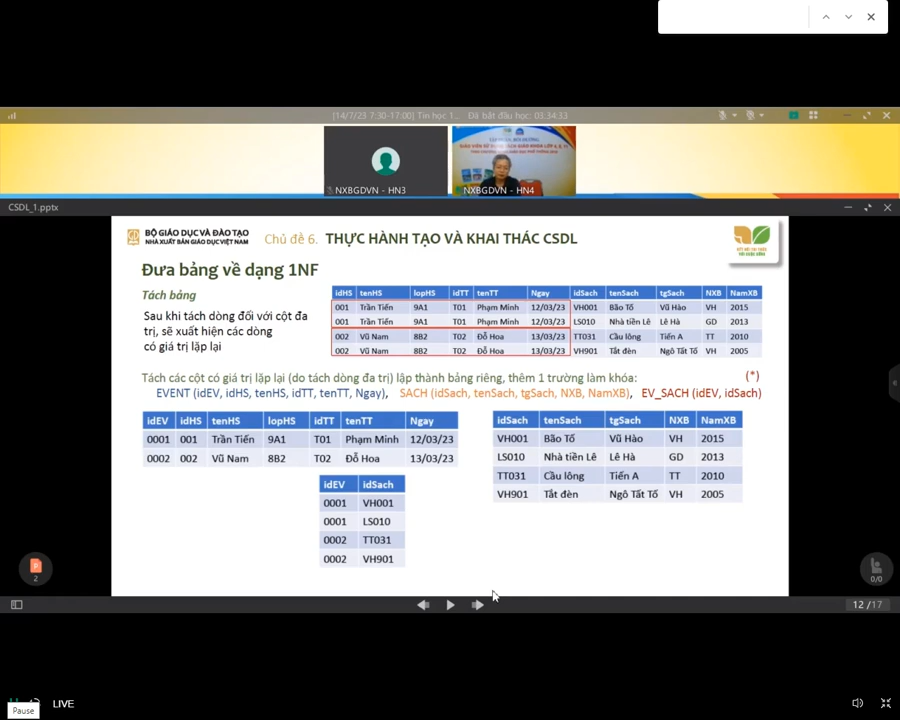 [14/7/23 7:30-17:00] Tin học 1... Đã bắt đầu học: 03:34:33
NXBGDVN - HN3
NXBGDVN - HN4
CSDL_1.pptx
BỘ GIÁO DỤC VÀ ĐÀO TẠO
NHÀ XUẤT BẢN GIÁO DỤC VIỆT NAM
Chủ đề 6. THỰC HÀNH TẠO VÀ KHAI THÁC CSDL
Đưa bảng về dạng 1NF
Tách bảng
Sau khi tách dòng đối với cột đa
trị, sẽ xuất hiện các dòng
có giá trị lặp lại
idHS tenHS lopHS idTT tenTT Ngay idSach tenSach tgSach NXB NamXB
001 Trần Tiến 9A1 T01 Phạm Minh 12/03/23 VH001 Bão Tố Vũ Hào VH 2015
001 Trần Tiến 9A1 T01 Phạm Minh 12/03/23 LS010 Nhà tiền Lê Lê Hà GD 2013
002 Vũ Nam 8B2 T02 Đỗ Hoa 13/03/23 TT031 Cầu lông Tiến A TT 2010
002 Vũ Nam 8B2 T02 Đỗ Hoa 13/03/23 VH901 Tắt đèn Ngô Tất Tố VH 2005
Tách các cột có giá trị lặp lại (do tách dòng đa trị) lập thành bảng riêng, thêm 1 trường làm khóa: (*)
EVENT (idEV, idHS, tenHS, idTT, tenTT, Ngay), SACH (idSach, tenSach, tgSach, NXB, NamXB), EV_SACH (idEV, idSach)
idEV idHS tenHS lopHS idTT tenTT Ngay
0001 001 Trần Tiến 9A1 T01 Phạm Minh 12/03/23
0002 002 Vũ Nam 8B2 T02 Đỗ Hoa 13/03/23
idSach tenSach tgSach NXB NamXB
VH001 Bão Tố Vũ Hào VH 2015
LS010 Nhà tiền Lê Lê Hà GD 2013
TT031 Cầu lông Tiến A TT 2010
VH901 Tắt đèn Ngô Tất Tố VH 2005
idEV idSach
0001 VH001
0001 LS010
0002 TT031
0002 VH901
2
0/0
12 /17
LIVE
Pause